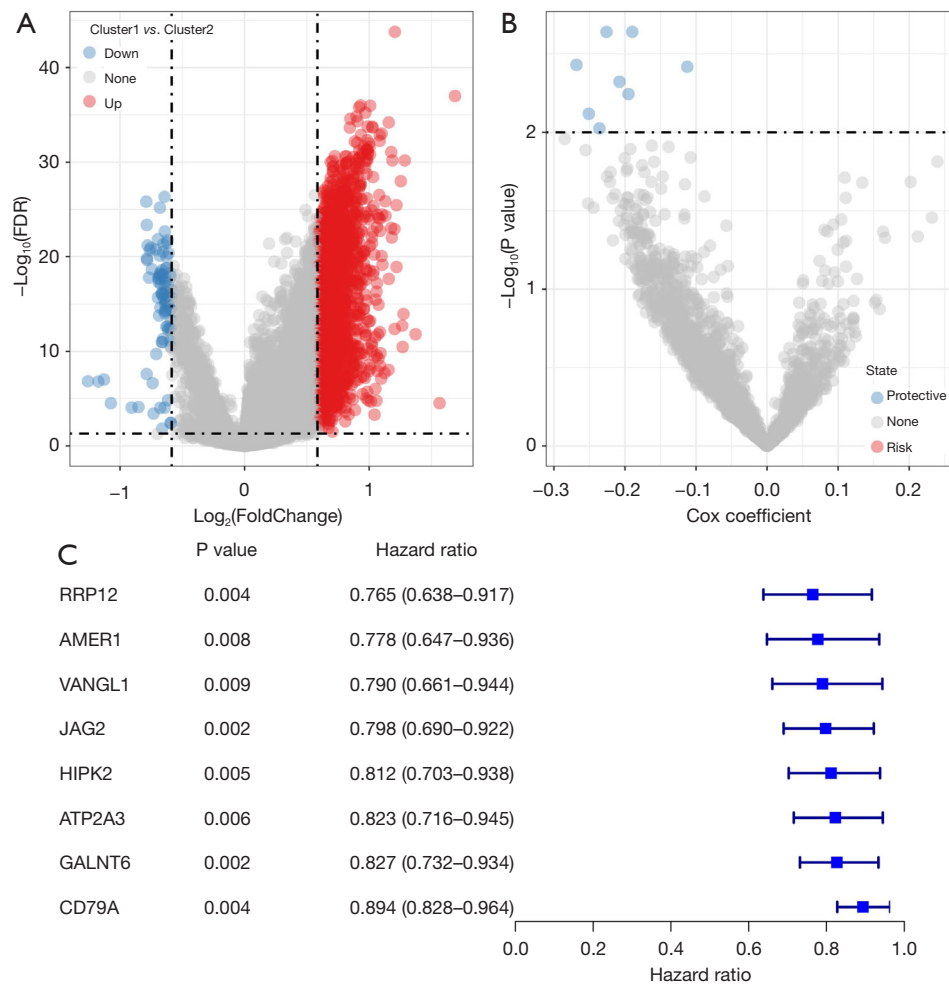 A
B
Cluster1 vs. Cluster2
Down
None
Up
40
30
20
10
0
−Log10(FDR)
−1
0
1
Log2(FoldChange)
2
1
0
−Log10(P value)
State
Protective
None
Risk
−0.3
−0.2
−0.1
0.0
0.1
0.2
Cox coefficient
C
P value
Hazard ratio
RRP12 0.004 0.765 (0.638–0.917)
AMER1 0.008 0.778 (0.647–0.936)
VANGL1 0.009 0.790 (0.661–0.944)
JAG2 0.002 0.798 (0.690–0.922)
HIPK2 0.005 0.812 (0.703–0.938)
ATP2A3 0.006 0.823 (0.716–0.945)
GALNT6 0.002 0.827 (0.732–0.934)
CD79A 0.004 0.894 (0.828–0.964)
0.0
0.2
0.4
0.6
0.8
1.0
Hazard ratio